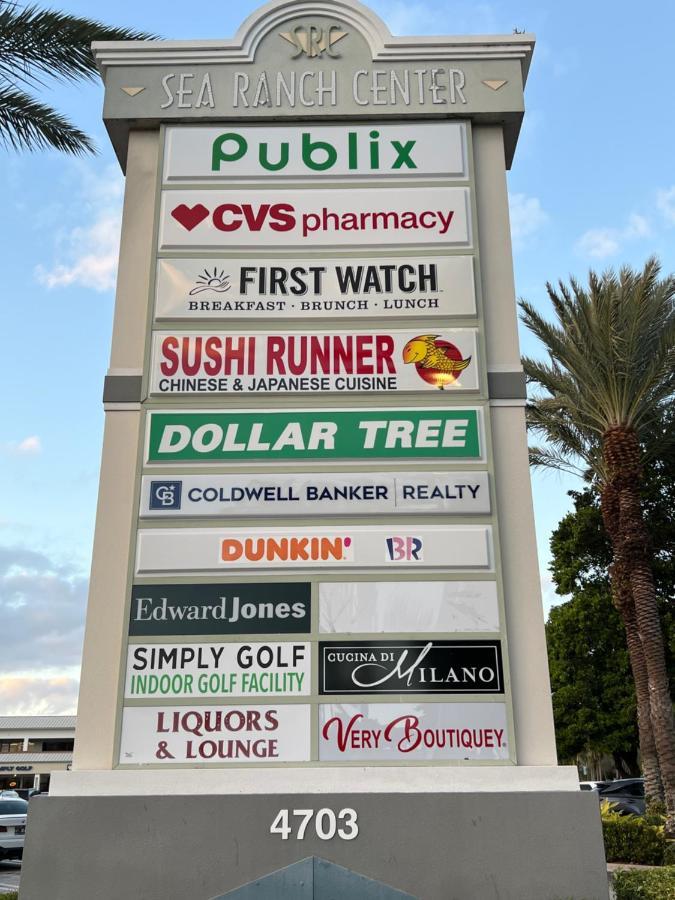 SRC
SEA RANCH CENTER
Publix
CVS pharmacy
FIRST WATCH
BREAKFAST · BRUNCH · LUNCH
SUSHI RUNNER
CHINESE & JAPANESE CUISINE
DOLLAR TREE
CB COLDWELL BANKER | REALTY
DUNKIN' BR
Edward Jones
SIMPLY GOLF
INDOOR GOLF FACILITY
CUCINA DI MILANO
LIQUORS
& LOUNGE
VERY BOUTIQUEY
4703